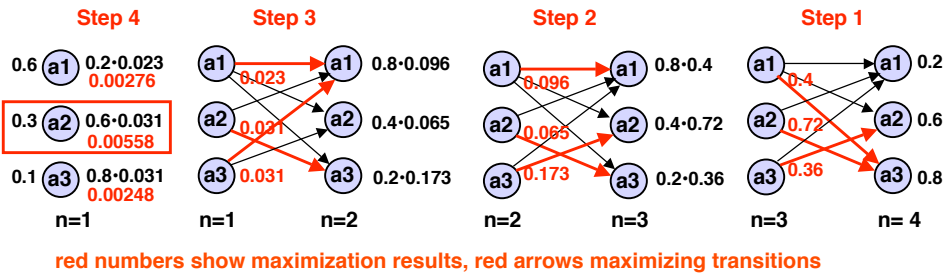 Step 4 Step 3 Step 2 Step 1
0.6 a1 0.2•0.023 a1 a1 0.8•0.096 a1 a1 0.8•0.4 a1 a1 0.2
0.00276 0.023 0.096 0.4
0.3 a2 0.6•0.031 a2 a2 0.4•0.065 a2 a2 0.4•0.72 a2 a2 0.6
0.00558 0.031 0.065 0.72
0.1 a3 0.8•0.031 a3 a3 0.2•0.173 a3 a3 0.2•0.36 a3 a3 0.8
0.00248 0.031 0.173 0.36
n=1 n=1 n=2 n=2 n=3 n=3 n= 4
red numbers show maximization results, red arrows maximizing transitions